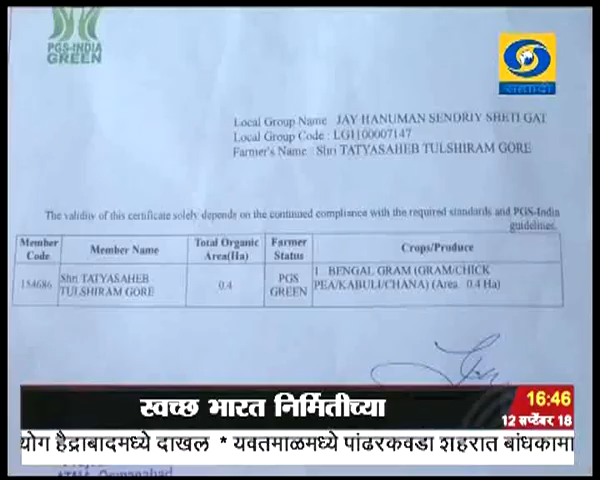 PGS-INDIA
GREEN
सह्याद्री
Local Group Name JAY HANUMAN SENDRIY SHETI GAT
Local Group Code : LG1100007147
Farmer's Name : Shri TATYASAHEB TULSHIRAM GORE
The validity of this certificate solely depends on the continued compliance with the required standards and PGS-India
guidelines.
Member Code Member Name Total Organic Area(Ha) Farmer Status Crops/Produce
154686 Shri TATYASAHEB TULSHIRAM GORE 0.4 PGS GREEN 1 BENGAL GRAM (GRAM/CHICK PEA/KABULI/CHANA) (Area 0.4 Ha)
स्वच्छ भारत निर्मितीच्या
16:46
12 सप्टेंबर 18
योग हैद्राबादमध्ये दाखल * यवतमाळमध्ये पांढरकवडा शहरात बांधकामा